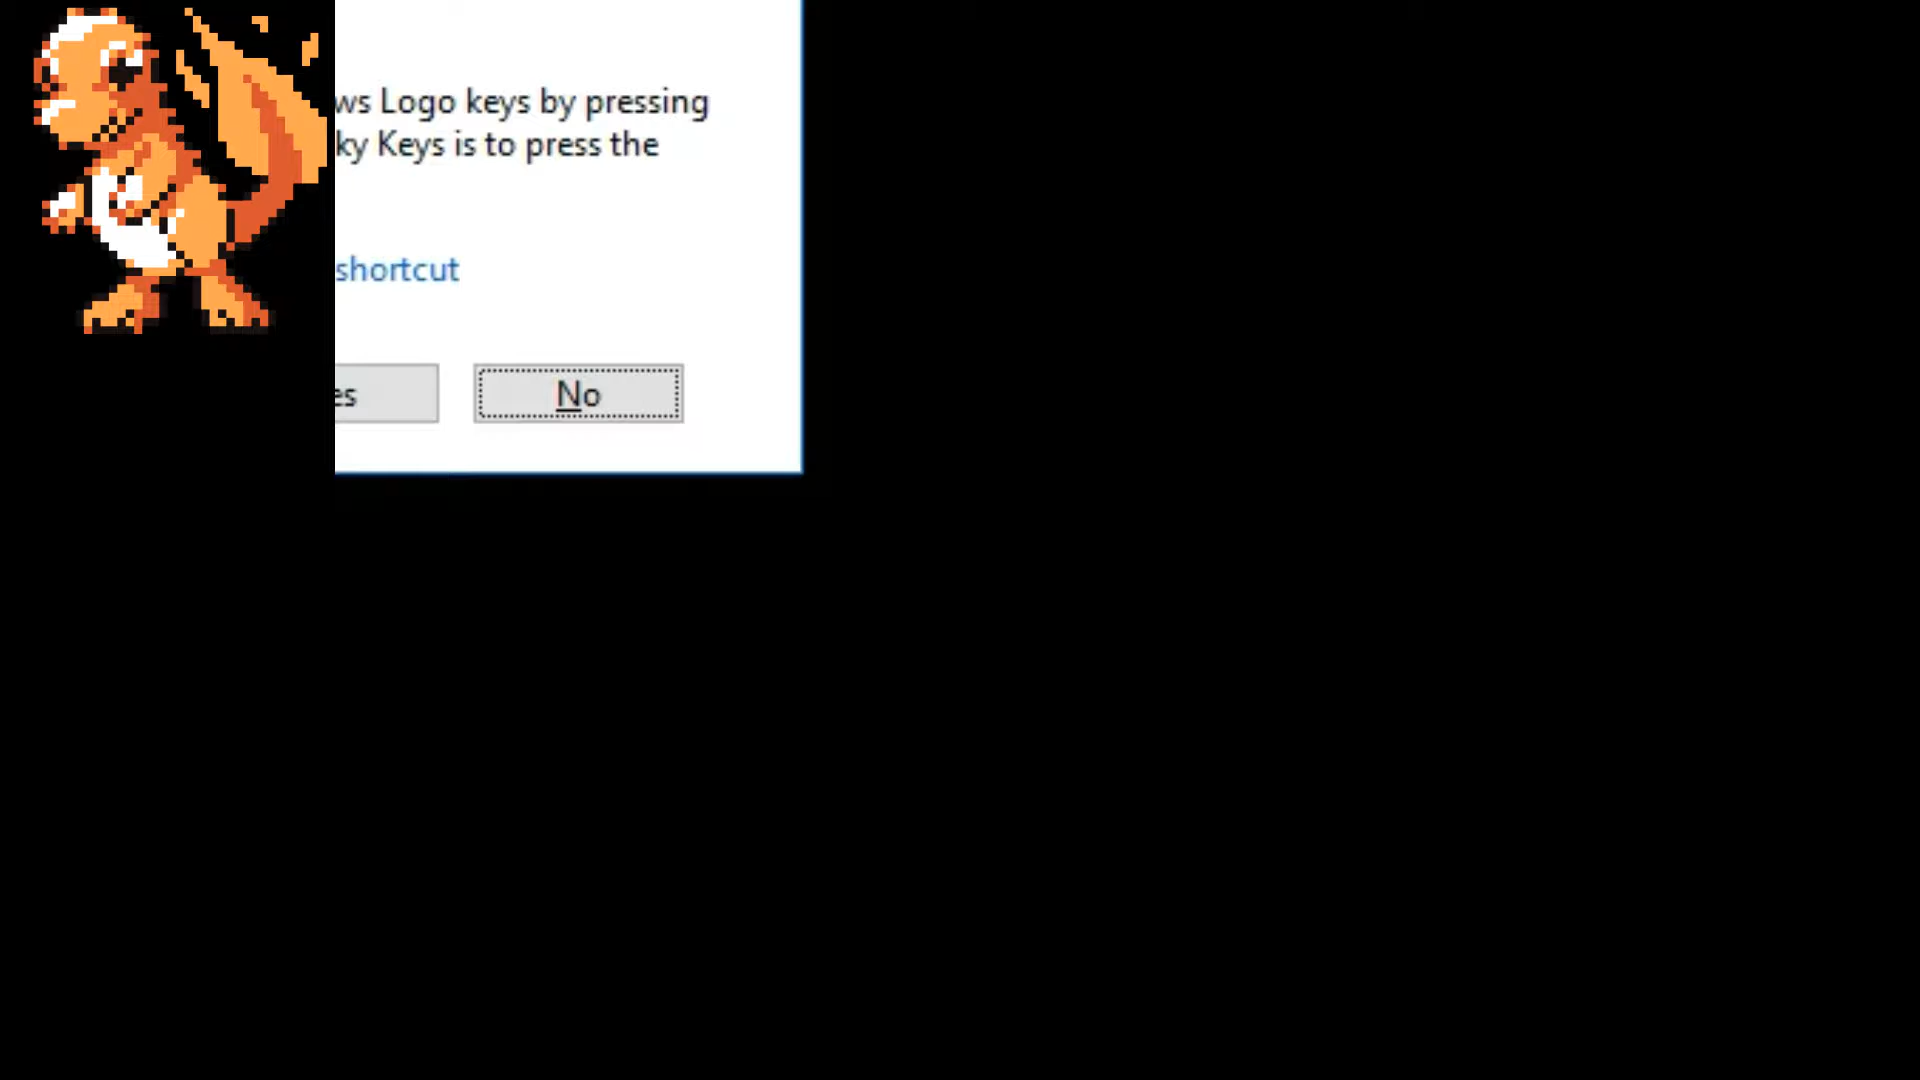 ws Logo keys by pressing
ky Keys is to press the
shortcut
es
No